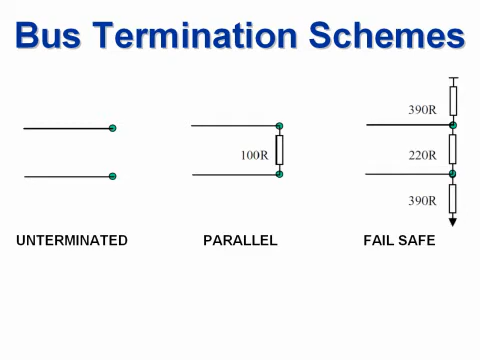 Bus Termination Schemes
390R
100R
220R
390R
UNTERMINATED
PARALLEL
FAIL SAFE